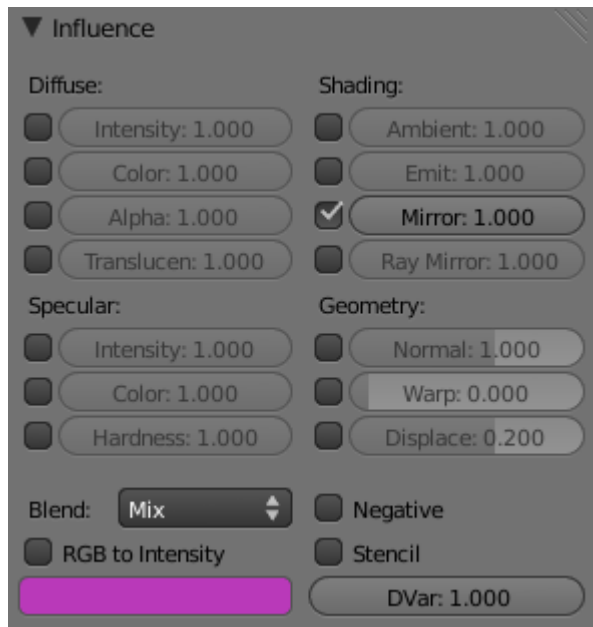 Influence
Diffuse: Shading:
Intensity: 1.000 Ambient: 1.000
Color: 1.000 Emit: 1.000
Alpha: 1.000 Mirror: 1.000
Translucen: 1.000 Ray Mirror: 1.000
Specular: Geometry:
Intensity: 1.000 Normal: 1.000
Color: 1.000 Warp: 0.000
Hardness: 1.000 Displace: 0.200
Blend: Mix Negative
RGB to Intensity Stencil
DVar: 1.000